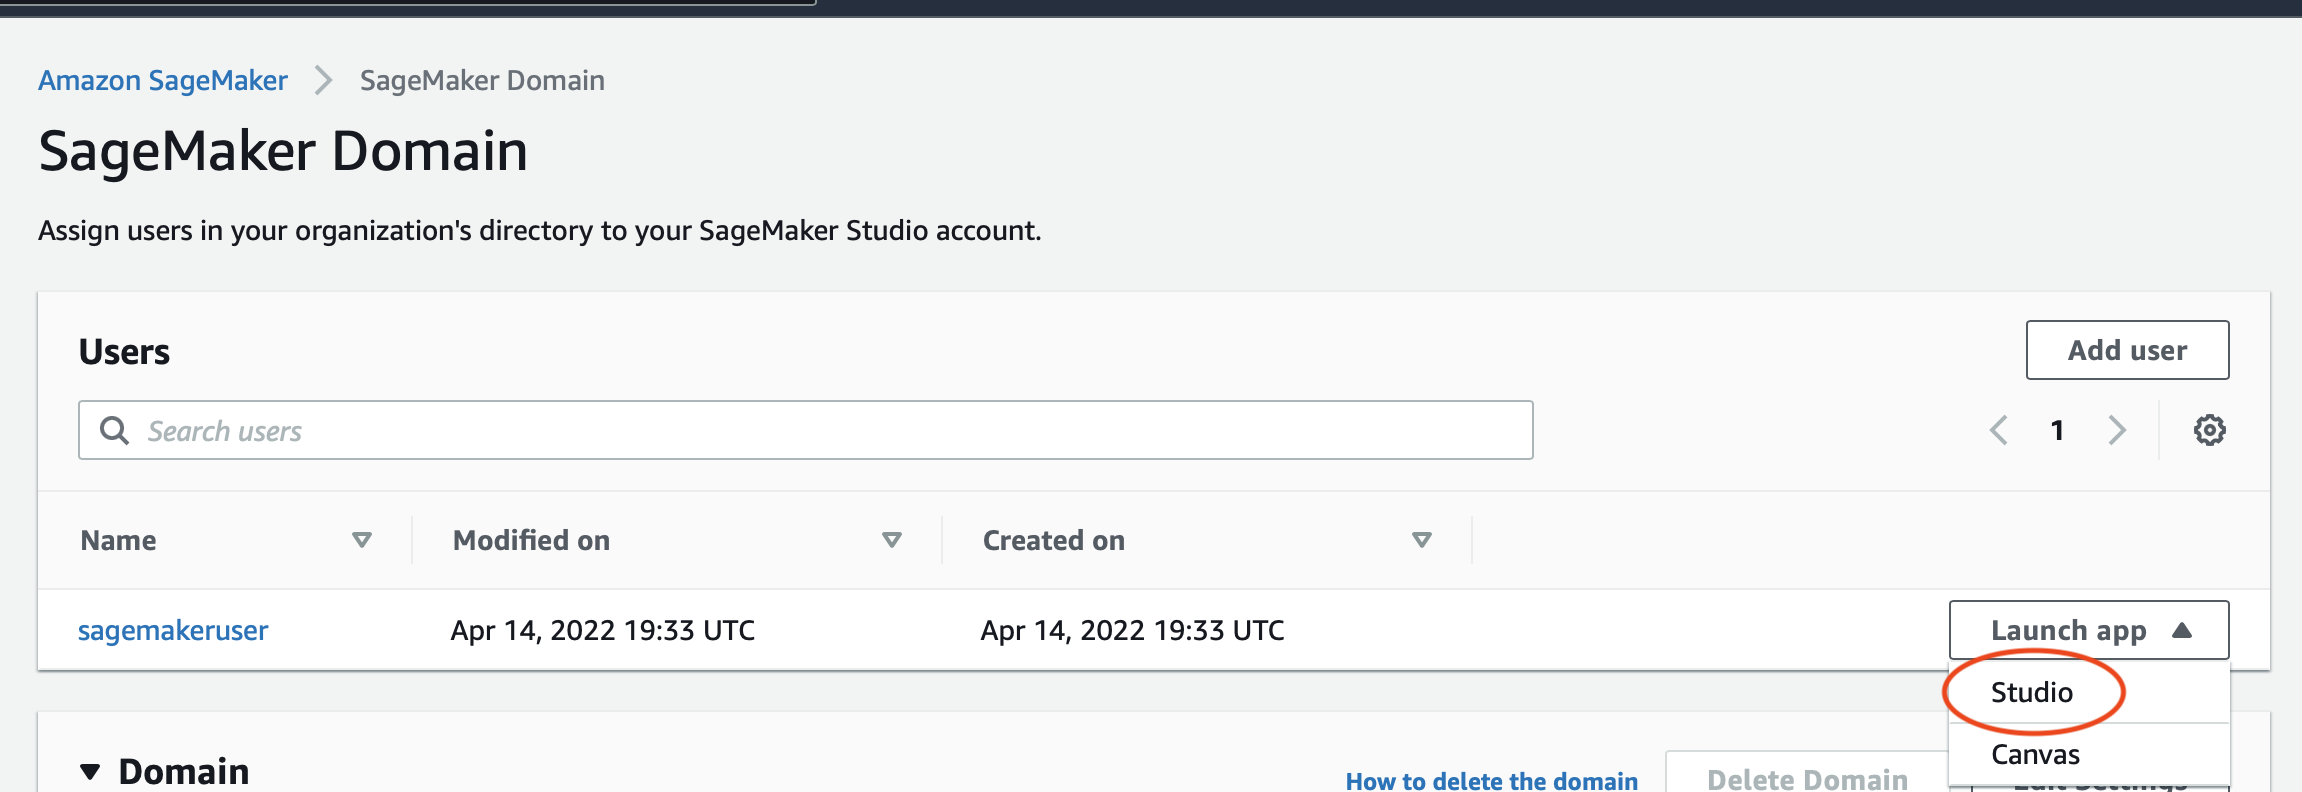 Amazon SageMaker SageMaker Domain
SageMaker Domain
Assign users in your organization's directory to your SageMaker Studio account.
Users
Add user
Search users
1
Name Modified on Created on
sagemakeruser Apr 14, 2022 19:33 UTC Apr 14, 2022 19:33 UTC Launch app
Studio
Canvas
Domain How to delete the domain Delete Domain Edit Settings